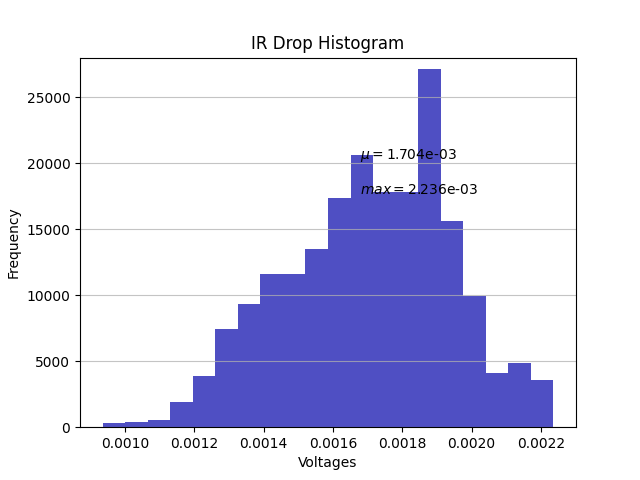 IR Drop Histogram
25000
20000
15000
10000
5000
0
Frequency
μ = 1.704e-03
max = 2.236e-03
0.0010 0.0012 0.0014 0.0016 0.0018 0.0020 0.0022
Voltages